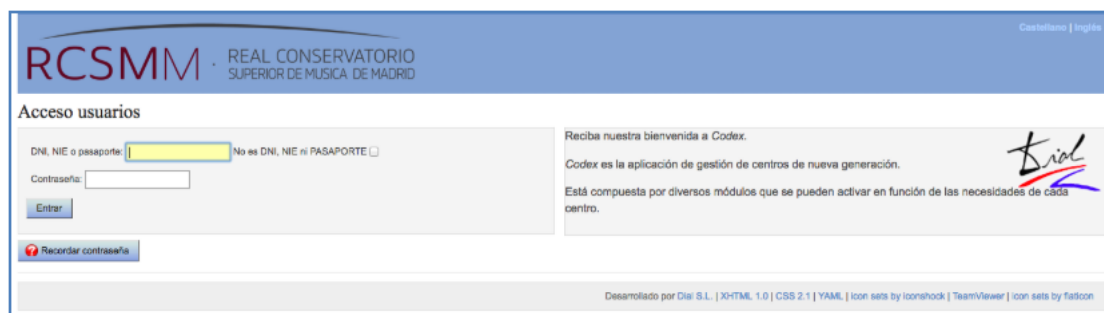 Castellano | Inglés
RCSMM · REAL CONSERVATORIO
SUPERIOR DE MUSICA DE MADRID
Acceso usuarios
DNI, NIE o pasaporte: No es DNI, NIE ni PASAPORTE
Contraseña:
Entrar
Recordar contraseña
Reciba nuestra bienvenida a Codex.
Codex es la aplicación de gestión de centros de nueva generación.
Está compuesta por diversos módulos que se pueden activar en función de las necesidades de cada
centro.
Dial
Desarrollado por Dial S.L. | XHTML 1.0 | CSS 2.1 | YAML | Icon sets by Iconshock | TeamViewer | Icon sets by flaticon